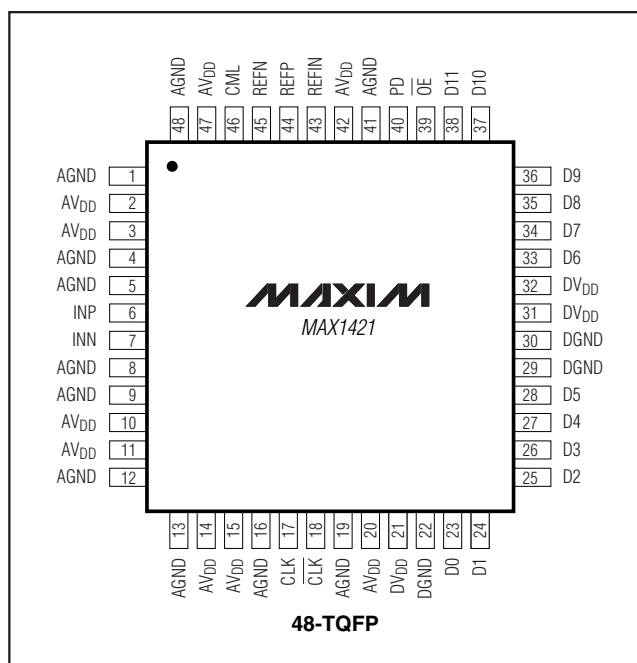 AGND AVDD CML REFN REFP REFIN AVDD AGND PD OE D11 D10
48 47 46 45 44 43 42 41 40 39 38 37
AGND 1 36 D9
AVDD 2 35 D8
AVDD 3 34 D7
AGND 4 33 D6
AGND 5 32 DVDD
INP 6 31 DVDD
INN 7 30 DGND
AGND 8 29 DGND
AGND 9 28 D5
AVDD 10 27 D4
AVDD 11 26 D3
AGND 12 25 D2
MAXIM
MAX1421
13 14 15 16 17 18 19 20 21 22 23 24
AGND AVDD AVDD AGND CLK CLK AGND AVDD DVDD DGND D0 D1
48-TQFP